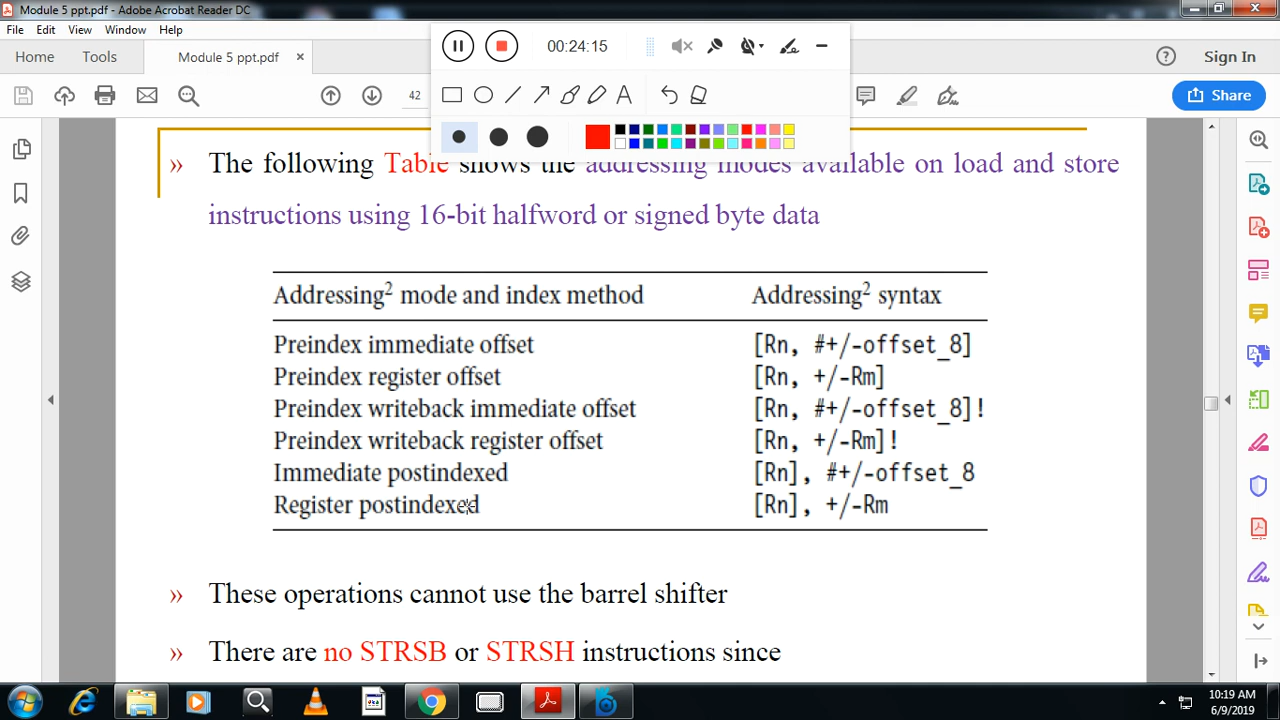 Module 5 ppt.pdf - Adobe Acrobat Reader DC
File Edit View Window Help
00:24:15
Home Tools Module 5 ppt.pdf × ? Sign In
42
A
Share
» The following Table shows the addressing modes available on load and store
instructions using 16-bit halfword or signed byte data
Addressing² mode and index method Addressing² syntax
Preindex immediate offset [Rn, #+/-offset_8]
Preindex register offset [Rn, +/-Rm]
Preindex writeback immediate offset [Rn, #+/-offset_8]!
Preindex writeback register offset [Rn, +/-Rm]!
Immediate postindexed [Rn], #+/-offset_8
Register postindexed [Rn], +/-Rm
» These operations cannot use the barrel shifter
» There are no STRSB or STRSH instructions since
10:19 AM
6/9/2019